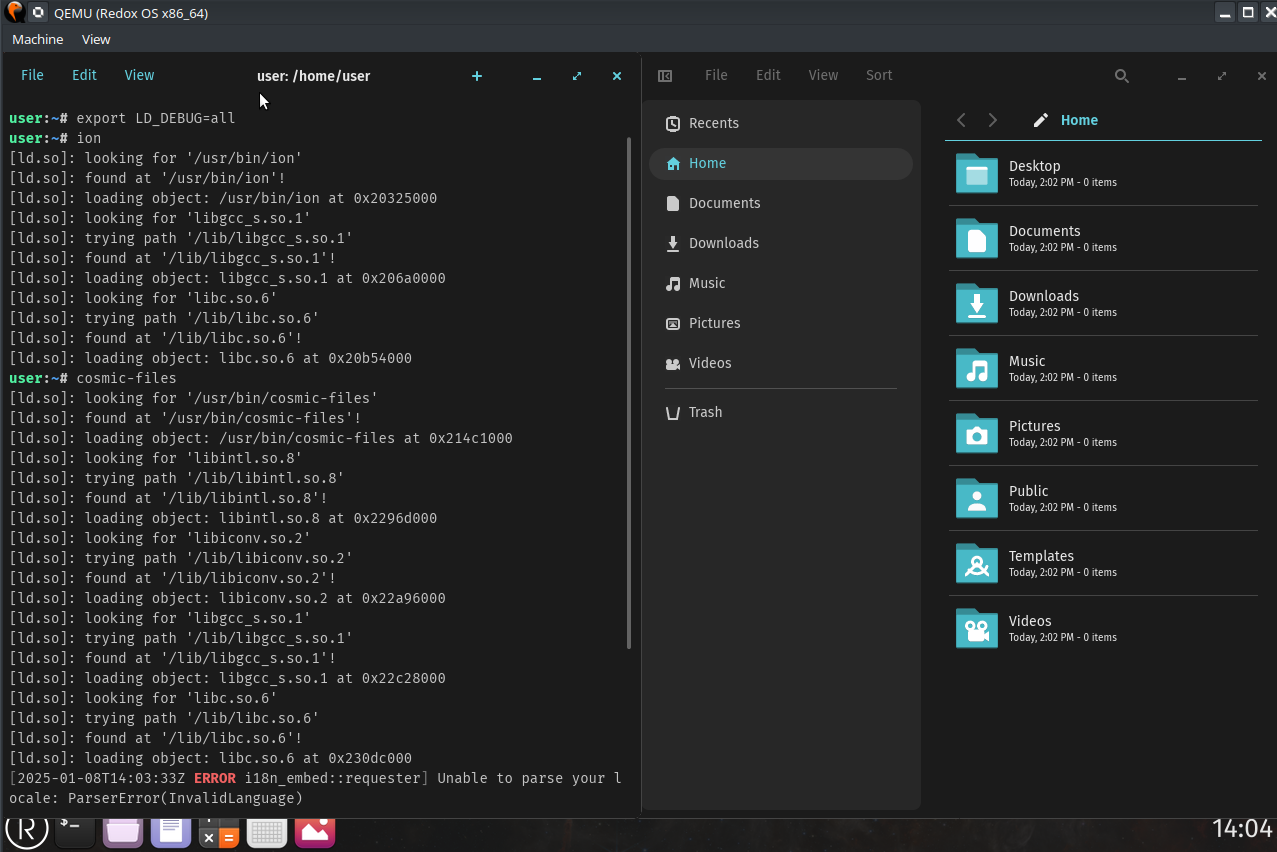 QEMU (Redox OS x86_64)
Machine View
File Edit View user: /home/user
user:~# export LD_DEBUG=all
user:~# ion
[ld.so]: looking for '/usr/bin/ion'
[ld.so]: found at '/usr/bin/ion'!
[ld.so]: loading object: /usr/bin/ion at 0x20325000
[ld.so]: looking for 'libgcc_s.so.1'
[ld.so]: trying path '/lib/libgcc_s.so.1'
[ld.so]: found at '/lib/libgcc_s.so.1'!
[ld.so]: loading object: libgcc_s.so.1 at 0x206a0000
[ld.so]: looking for 'libc.so.6'
[ld.so]: trying path '/lib/libc.so.6'
[ld.so]: found at '/lib/libc.so.6'!
[ld.so]: loading object: libc.so.6 at 0x20b54000
user:~# cosmic-files
[ld.so]: looking for '/usr/bin/cosmic-files'
[ld.so]: found at '/usr/bin/cosmic-files'!
[ld.so]: loading object: /usr/bin/cosmic-files at 0x214c1000
[ld.so]: looking for 'libintl.so.8'
[ld.so]: trying path '/lib/libintl.so.8'
[ld.so]: found at '/lib/libintl.so.8'!
[ld.so]: loading object: libintl.so.8 at 0x2296d000
[ld.so]: looking for 'libiconv.so.2'
[ld.so]: trying path '/lib/libiconv.so.2'
[ld.so]: found at '/lib/libiconv.so.2'!
[ld.so]: loading object: libiconv.so.2 at 0x22a96000
[ld.so]: looking for 'libgcc_s.so.1'
[ld.so]: trying path '/lib/libgcc_s.so.1'
[ld.so]: found at '/lib/libgcc_s.so.1'!
[ld.so]: loading object: libgcc_s.so.1 at 0x22c28000
[ld.so]: looking for 'libc.so.6'
[ld.so]: trying path '/lib/libc.so.6'
[ld.so]: found at '/lib/libc.so.6'!
[ld.so]: loading object: libc.so.6 at 0x230dc000
[2025-01-08T14:03:33Z ERROR i18n_embed::requester] Unable to parse your l
ocale: ParserError(InvalidLanguage)
File Edit View Sort
Recents
Home
Documents
Downloads
Music
Pictures
Videos
Trash
Home
Desktop
Today, 2:02 PM - 0 items
Documents
Today, 2:02 PM - 0 items
Downloads
Today, 2:02 PM - 0 items
Music
Today, 2:02 PM - 0 items
Pictures
Today, 2:02 PM - 0 items
Public
Today, 2:02 PM - 0 items
Templates
Today, 2:02 PM - 0 items
Videos
Today, 2:02 PM - 0 items
14:04